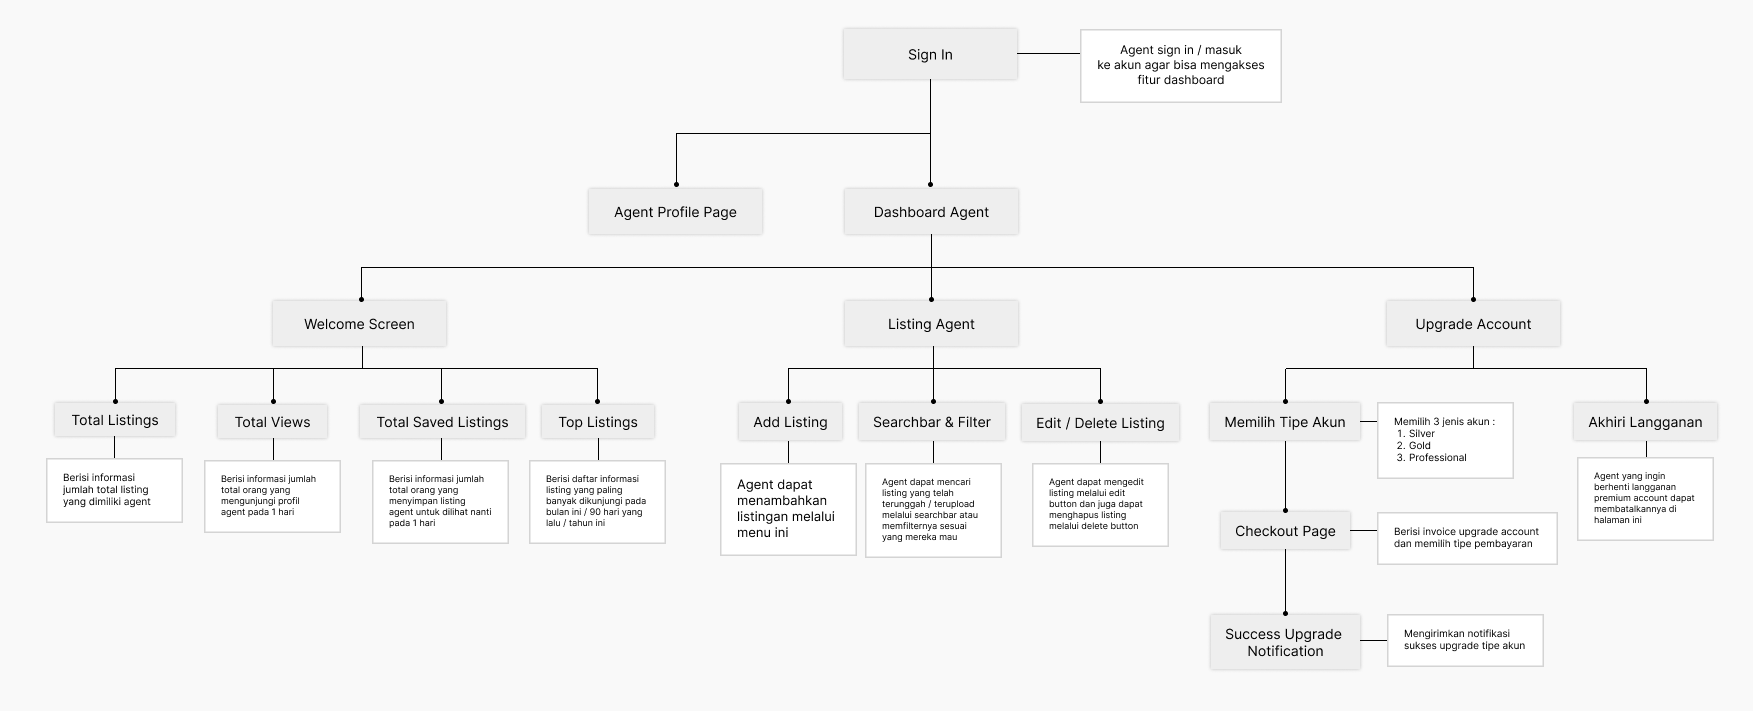 Sign In
Agent sign in / masuk
ke akun agar bisa mengakses
fitur dashboard
Agent Profile Page
Dashboard Agent
Welcome Screen
Listing Agent
Upgrade Account
Total Listings
Total Views
Total Saved Listings
Top Listings
Add Listing
Searchbar & Filter
Edit / Delete Listing
Memilih Tipe Akun
Memilih 3 jenis akun :
1. Silver
2. Gold
3. Professional
Akhiri Langganan
Berisi informasi
jumlah total listing
yang dimiliki agent
Berisi informasi jumlah
total orang yang
mengunjungi profil
agent pada 1 hari
Berisi informasi jumlah
total orang yang
menyimpan listing
agent untuk dilihat nanti
pada 1 hari
Berisi daftar informasi
listing yang paling
banyak dikunjungi pada
bulan ini / 90 hari yang
lalu / tahun ini
Agent dapat
menambahkan
listingan melalui
menu ini
Agent dapat mencari
listing yang telah
terunggah / terupload
melalui searchbar atau
memfilternya sesuai
yang mereka mau
Agent dapat mengedit
listing melalui edit
button dan juga dapat
menghapus listing
melalui delete button
Agent yang ingin
berhenti langganan
premium account dapat
membatalkannya di
halaman ini
Checkout Page
Berisi invoice upgrade account
dan memilih tipe pembayaran
Success Upgrade
Notification
Mengirimkan notifikasi
sukses upgrade tipe akun